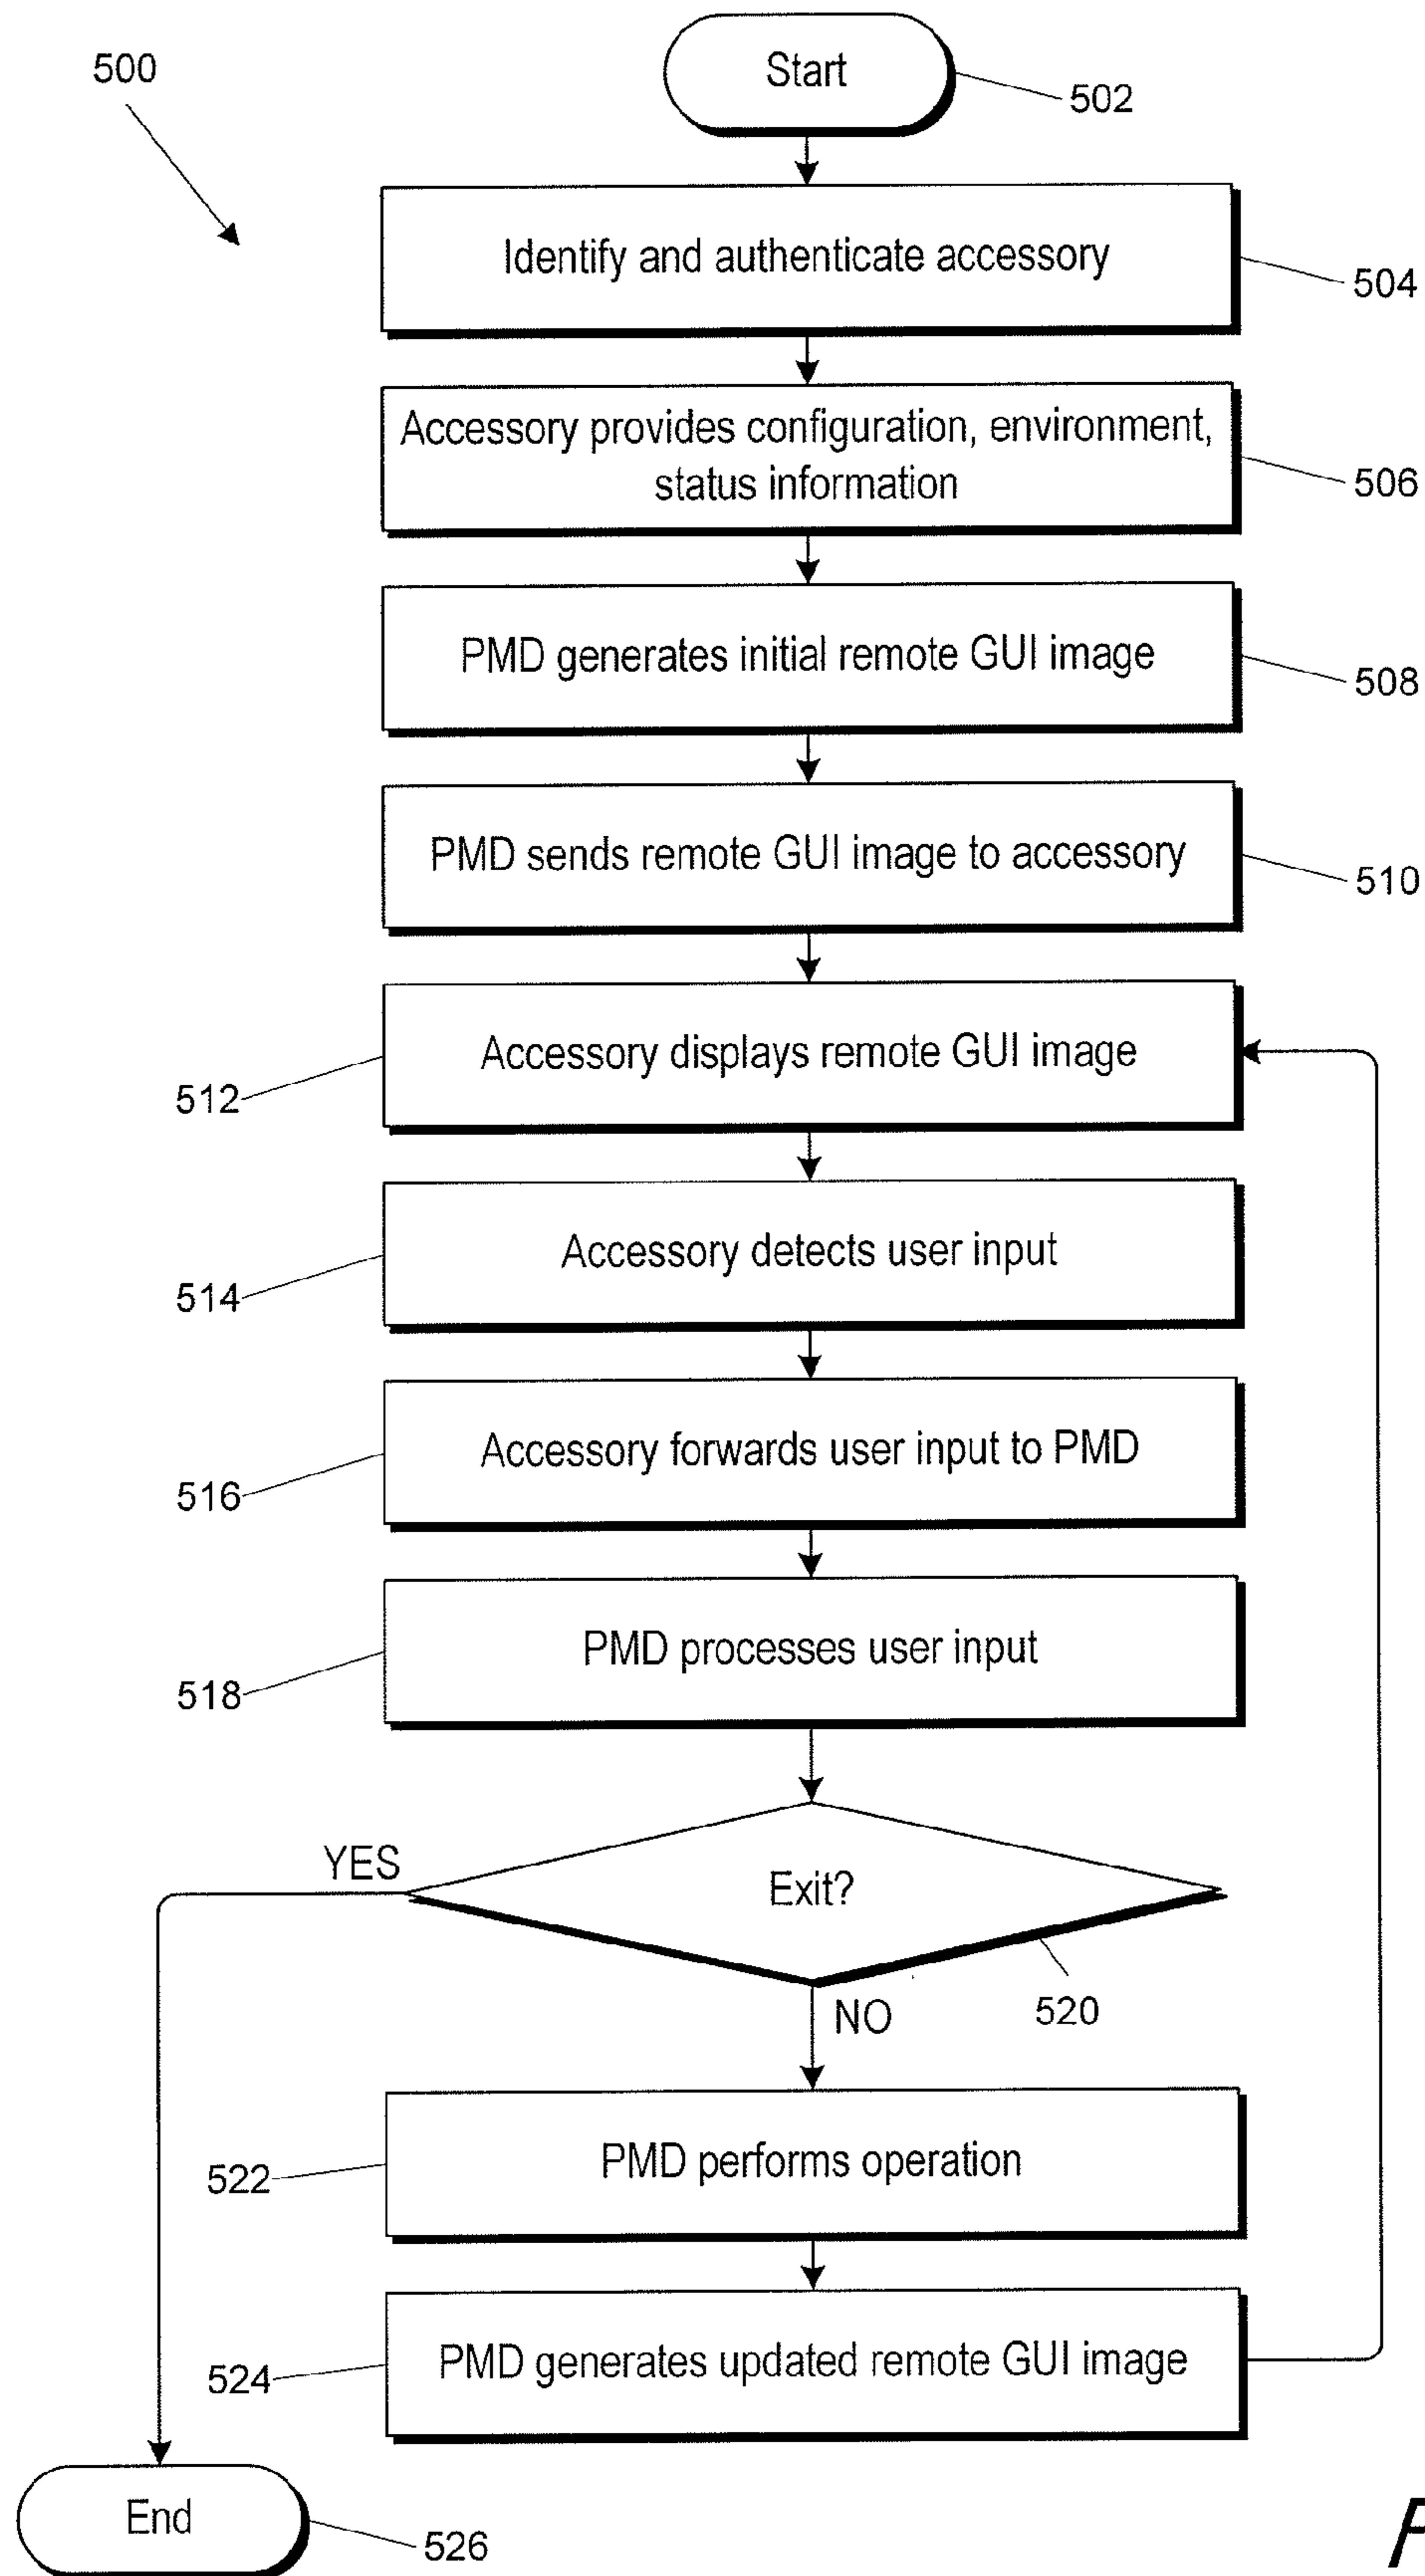 500
Start
502
Identify and authenticate accessory
504
Accessory provides configuration, environment,
status information
506
PMD generates initial remote GUI image
508
PMD sends remote GUI image to accessory
510
Accessory displays remote GUI image
512
Accessory detects user input
514
Accessory forwards user input to PMD
516
PMD processes user input
518
YES
Exit?
NO
520
PMD performs operation
522
PMD generates updated remote GUI image
524
End
526